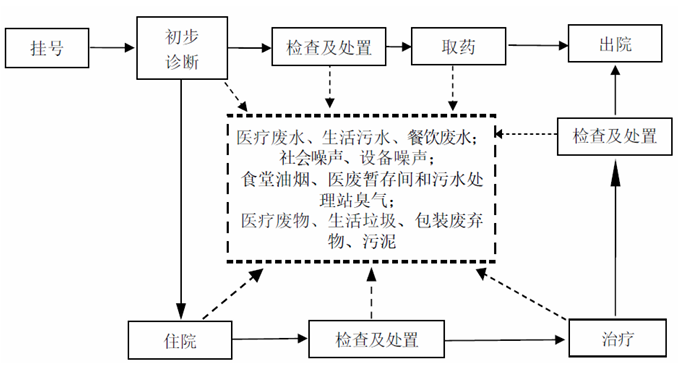 挂号
初步
诊断
检查及处置
取药
出院
医疗废水、生活污水、餐饮废水；
社会噪声、设备噪声；
食堂油烟、医废暂存间和污水处
理站臭气；
医疗废物、生活垃圾、包装废弃
物、污泥
检查及处置
住院
检查及处置
治疗